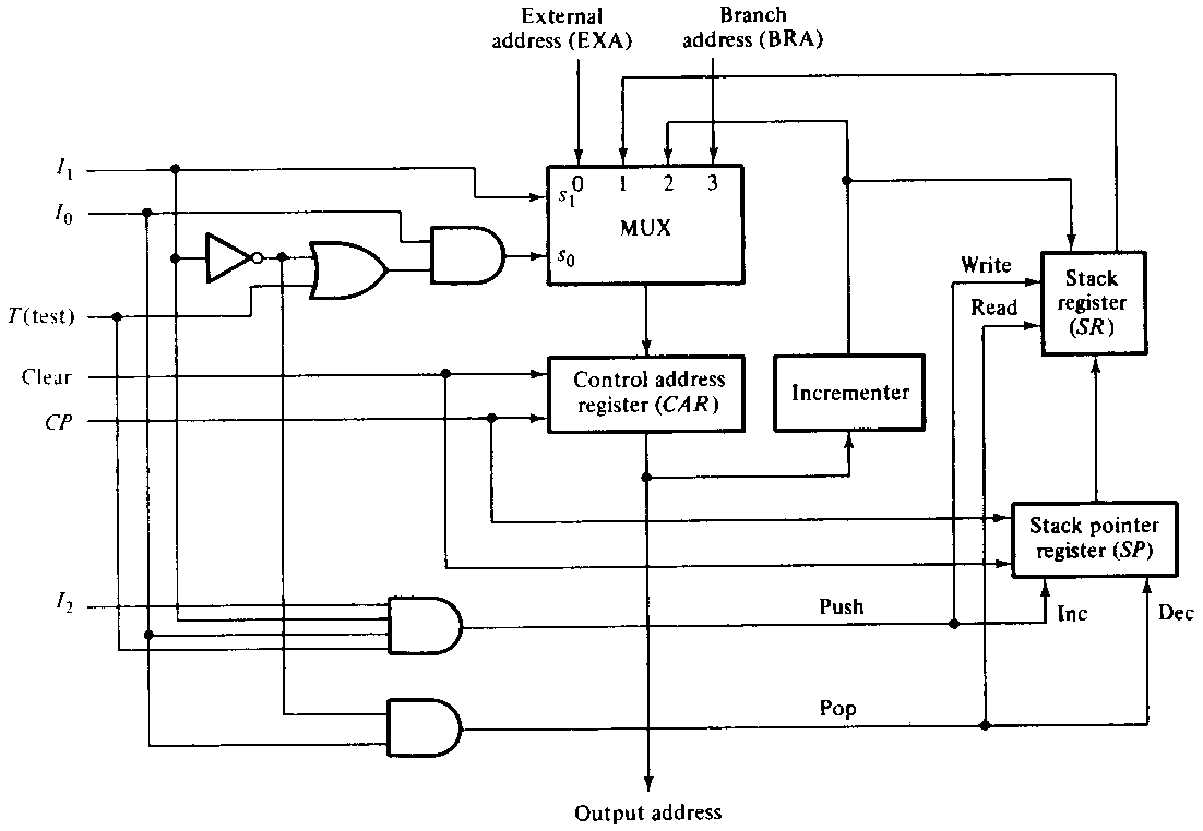 External
address (EXA)
Branch
address (BRA)
I1
I0
T(test)
Clear
CP
I2
0 1 2 3
s1
MUX
s0
Control address
register (CAR)
Incrementer
Write
Read
Stack
register
(SR)
Stack pointer
register (SP)
Push
Inc
Dec
Pop
Output address